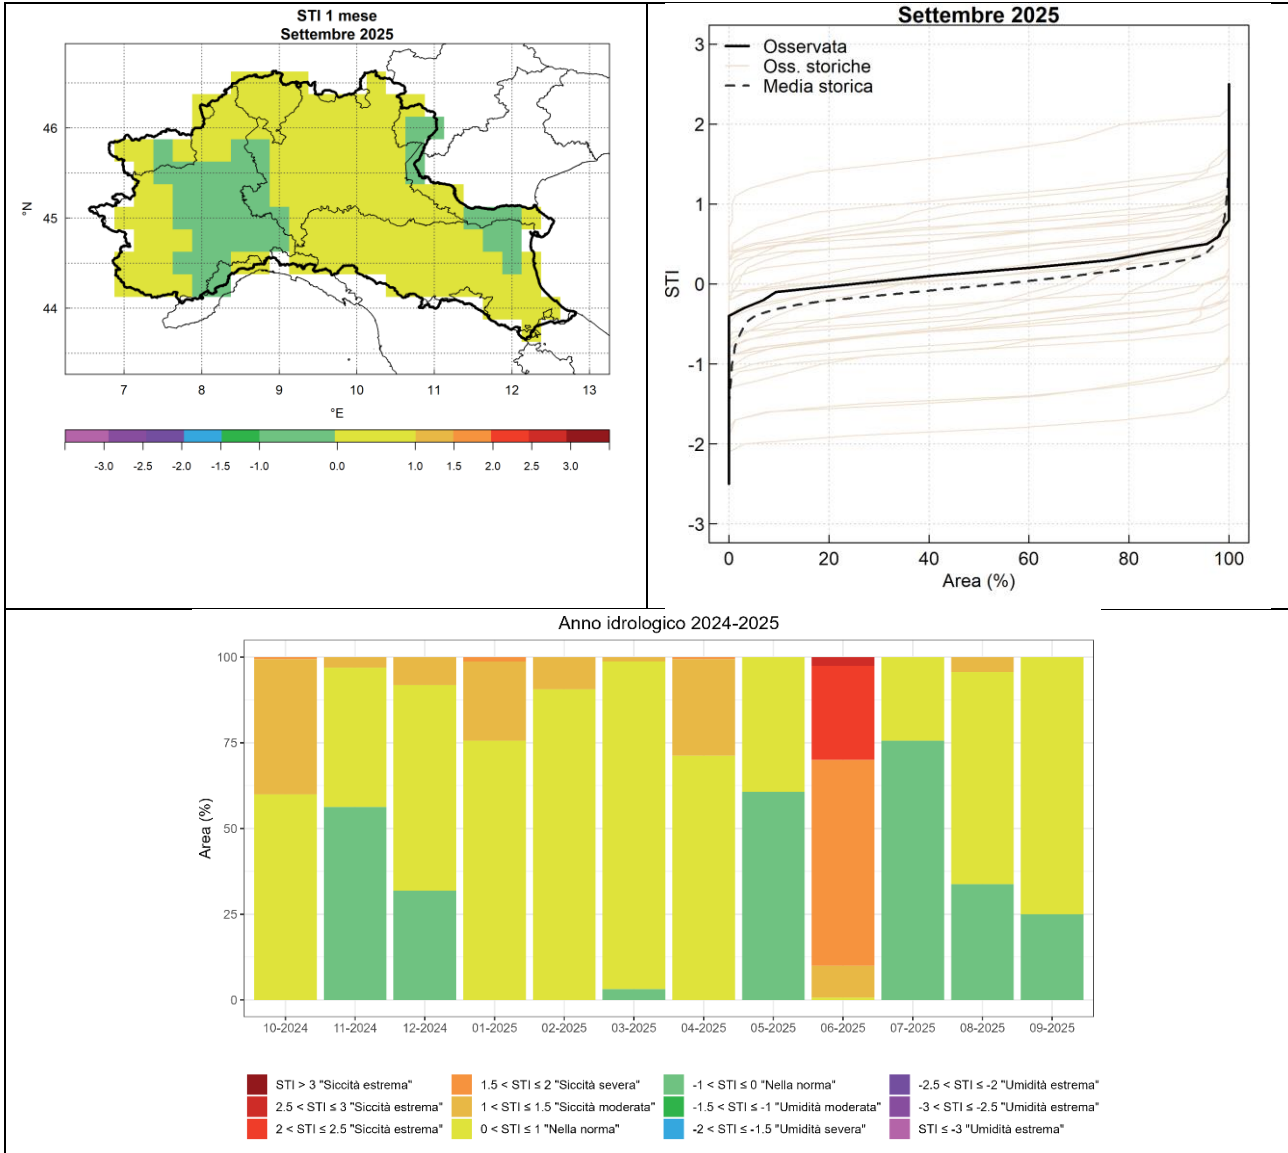 STI 1 mese
Settembre 2025
°N
46
45
44
7 8 9 10 11 12 13
°E
-3.0 -2.5 -2.0 -1.5 -1.0 0.0 1.0 1.5 2.0 2.5 3.0
Settembre 2025
Osservata
Oss. storiche
Media storica
STI
3
2
1
0
-1
-2
-3
0 20 40 60 80 100
Area (%)
Anno idrologico 2024-2025
Area (%)
100
75
50
25
0
10-2024 11-2024 12-2024 01-2025 02-2025 03-2025 04-2025 05-2025 06-2025 07-2025 08-2025 09-2025
STI > 3 "Siccità estrema" 1.5 < STI ≤ 2 "Siccità severa" -1 < STI ≤ 0 "Nella norma" -2.5 < STI ≤ -2 "Umidità estrema"
2.5 < STI ≤ 3 "Siccità estrema" 1 < STI ≤ 1.5 "Siccità moderata" -1.5 < STI ≤ -1 "Umidità moderata" -3 < STI ≤ -2.5 "Umidità estrema"
2 < STI ≤ 2.5 "Siccità estrema" 0 < STI ≤ 1 "Nella norma" -2 < STI ≤ -1.5 "Umidità severa" STI ≤ -3 "Umidità estrema"